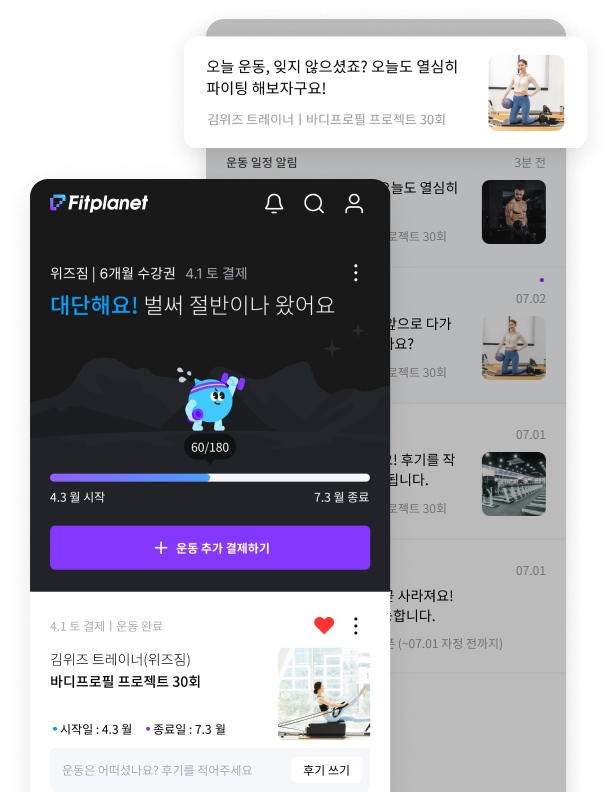 오늘 운동, 잊지 않으셨죠? 오늘도 열심히
파이팅 해보자구요!
김위즈 트레이너 | 바디프로필 프로젝트 30회
운동 일정 알림
3분 전
오늘도 열심히
프로젝트 30회
07.02
앞으로 다가
프로젝트 30회
07.01
후기를 작
됩니다.
프로젝트 30회
07.01
사라져요!
(~07.01 자정 전까지)
Fitplanet
위즈짐 | 6개월 수강권 4.1 토 결제
대단해요! 벌써 절반이나 왔어요
60/180
4.3 월 시작
7.3 월 종료
+ 운동 추가 결제하기
4.1 토 결제 | 운동 완료
김위즈 트레이너(위즈짐)
바디프로필 프로젝트 30회
• 시작일 : 4.3 월 • 종료일 : 7.3 월
운동은 어떠셨나요? 후기를 적어주세요
후기 쓰기